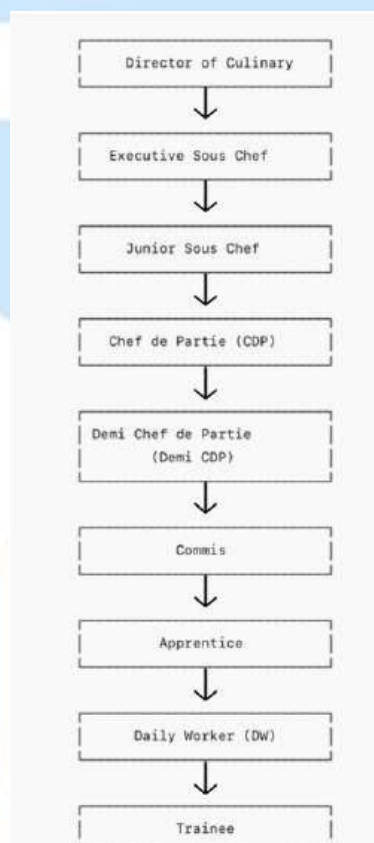 Director of Culinary
Executive Sous Chef
Junior Sous Chef
Chef de Partie (CDP)
Demi Chef de Partie
(Demi CDP)
Commis
Apprentice
Daily Worker (DW)
Trainee